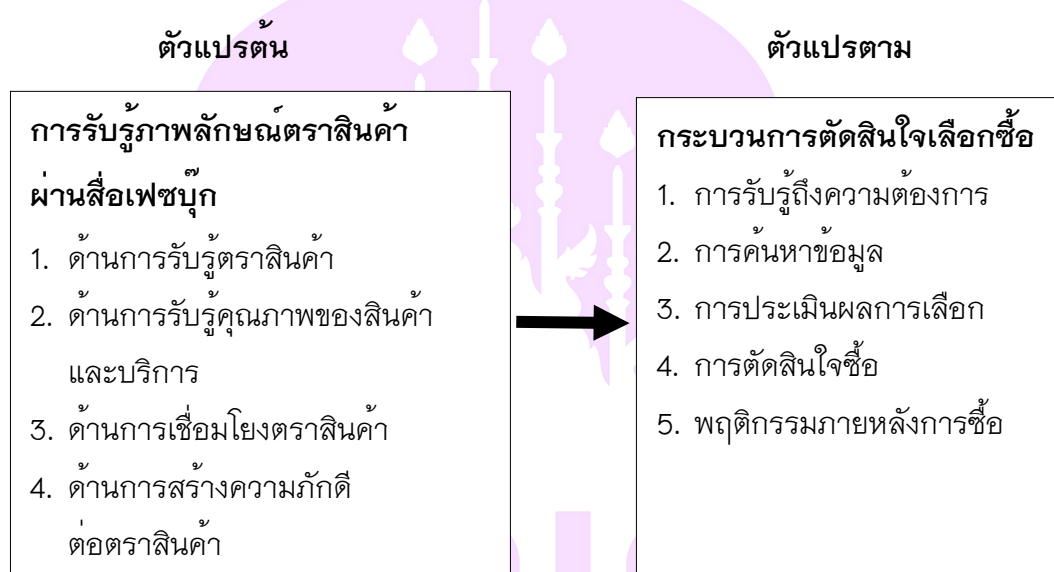 ตัวแปรต้น
ตัวแปรตาม
การรับรู้ภาพลักษณ์ตราสินค้า
ผ่านสื่อเฟซบุ๊ก
1. ด้านการรับรู้ตราสินค้า
2. ด้านการรับรู้คุณภาพของสินค้า
และบริการ
3. ด้านการเชื่อมโยงตราสินค้า
4. ด้านการสร้างความภักดี
ต่อตราสินค้า
กระบวนการตัดสินใจเลือกซื้อ
1. การรับรู้ถึงความต้องการ
2. การค้นหาข้อมูล
3. การประเมินผลการเลือก
4. การตัดสินใจซื้อ
5. พฤติกรรมภายหลังการซื้อ